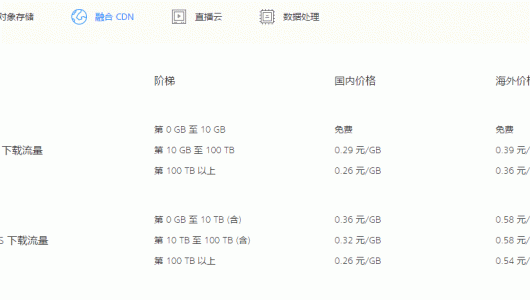 对象存储 融合 CDN 直播云 数据处理
阶梯 国内价格 海外价
第 0 GB 至 10 GB 免费 免费
下载流量 第 10 GB 至 100 TB 0.29 元/GB 0.39 元/
第 100 TB 以上 0.26 元/GB 0.36 元/
第 0 GB 至 10 TB (含) 0.36 元/GB 0.58 元/
S 下载流量 第 10 TB 至 100 TB (含) 0.32 元/GB 0.58 元/
第 100 TB 以上 0.26 元/GB 0.54 元/